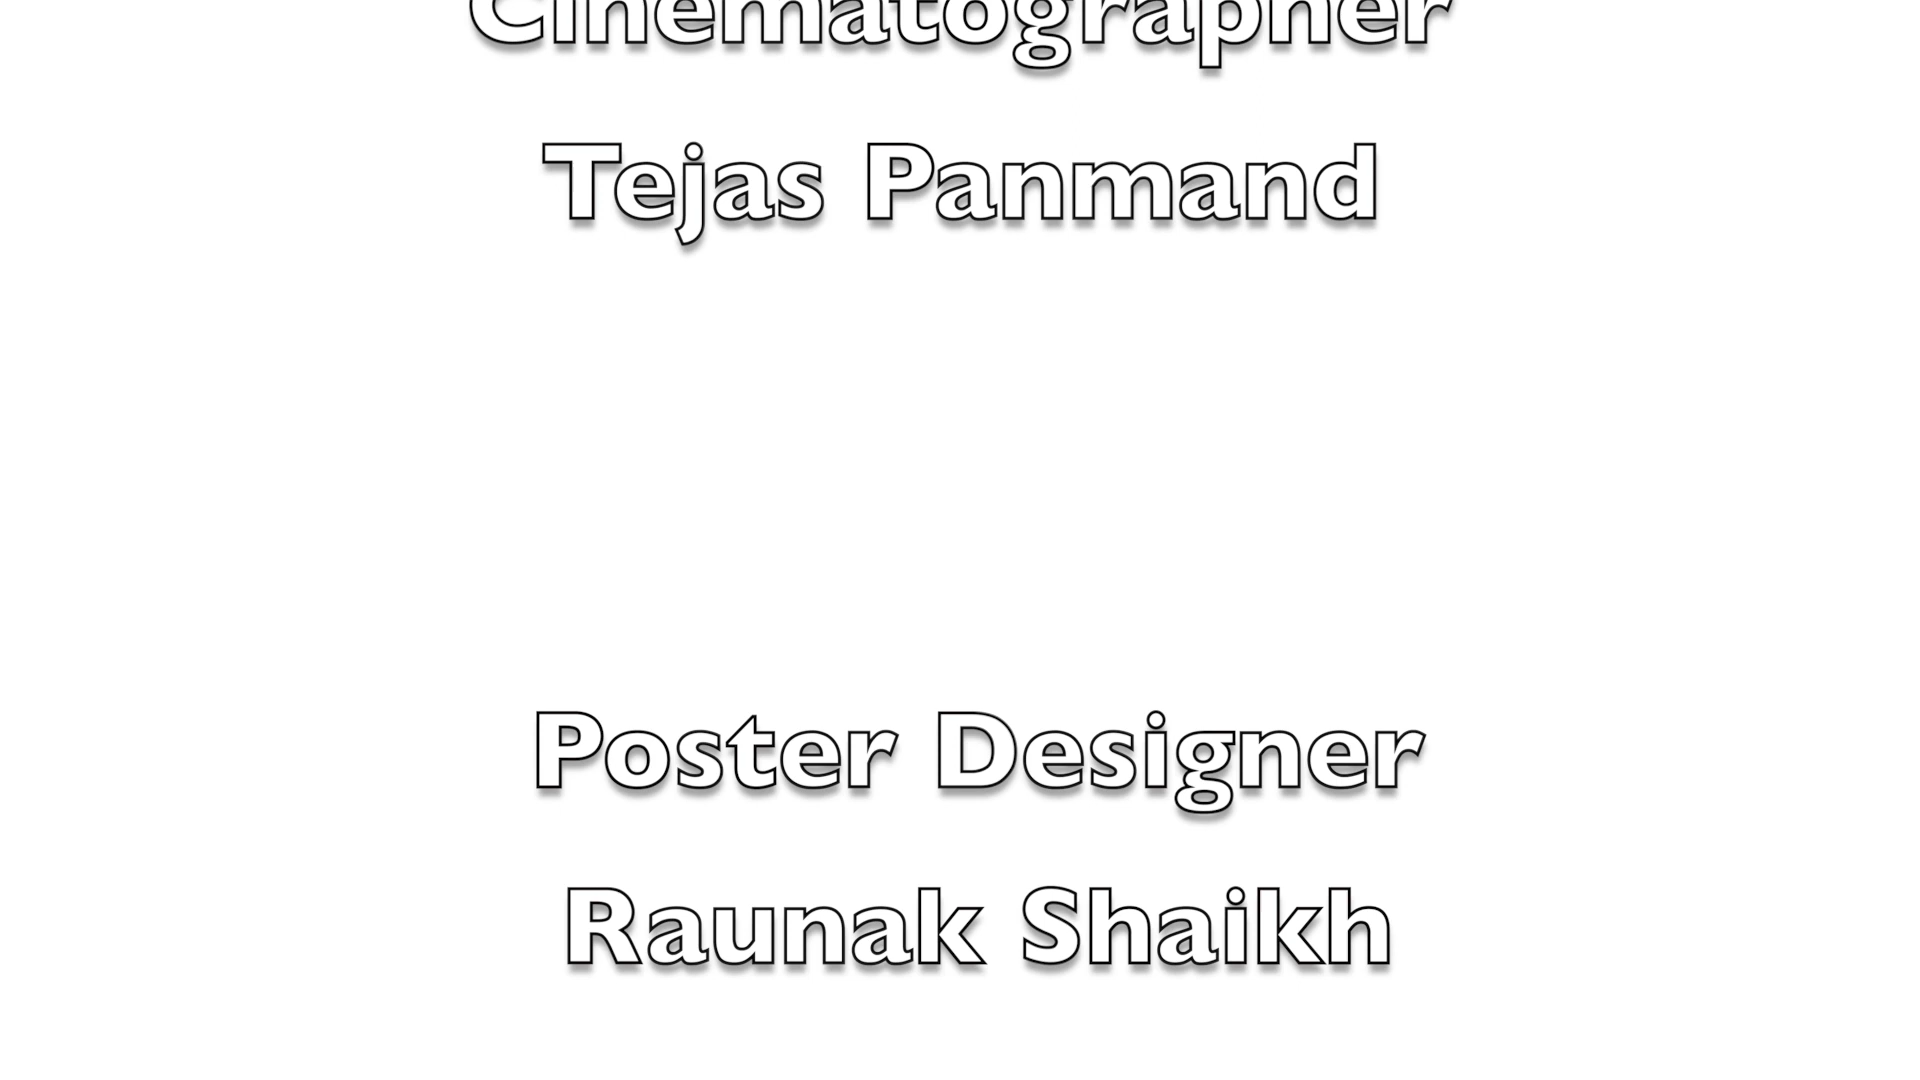 Cinematographer
Tejas Panmand
Poster Designer
Raunak Shaikh